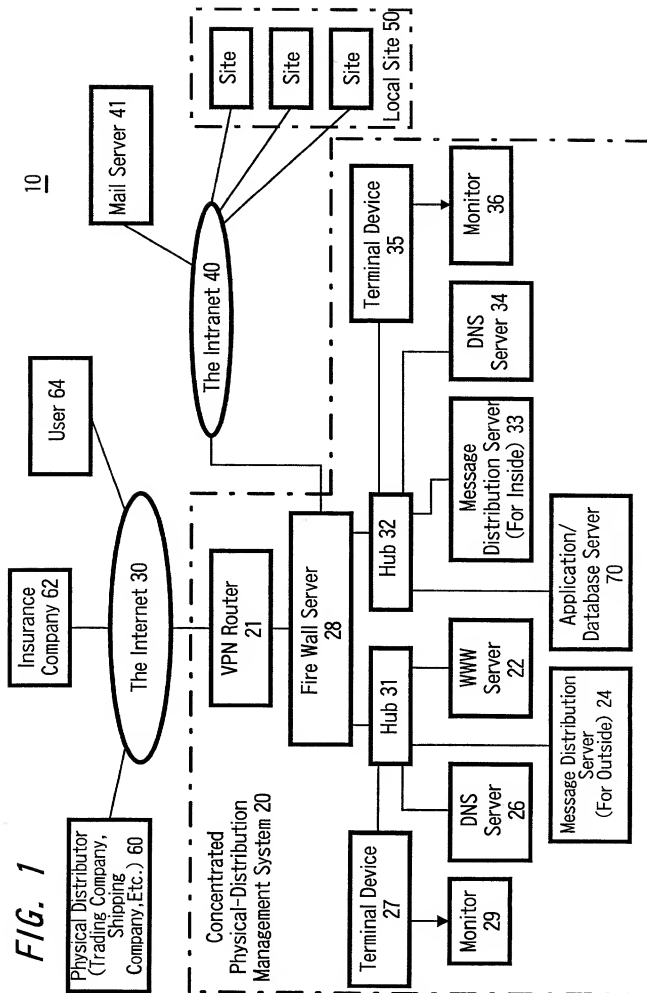 FIG. 1
10
Physical Distributor
(Trading Company,
Shipping
Company,Etc.) 60
Insurance
Company 62
User 64
Mail Server 41
The Internet 30
The Intranet 40
Site
Site
Site
Local Site 50
Concentrated
Physical-Distribution
Management System 20
VPN Router
21
Fire Wall Server
28
Hub 31
Hub 32
Terminal Device
27
Monitor
29
DNS
Server
26
Message Distribution
Server
(For Outside) 24
WWW
Server
22
Application/
Database Server
70
Message
Distribution Server
(For Inside) 33
DNS
Server 34
Terminal Device
35
Monitor
36